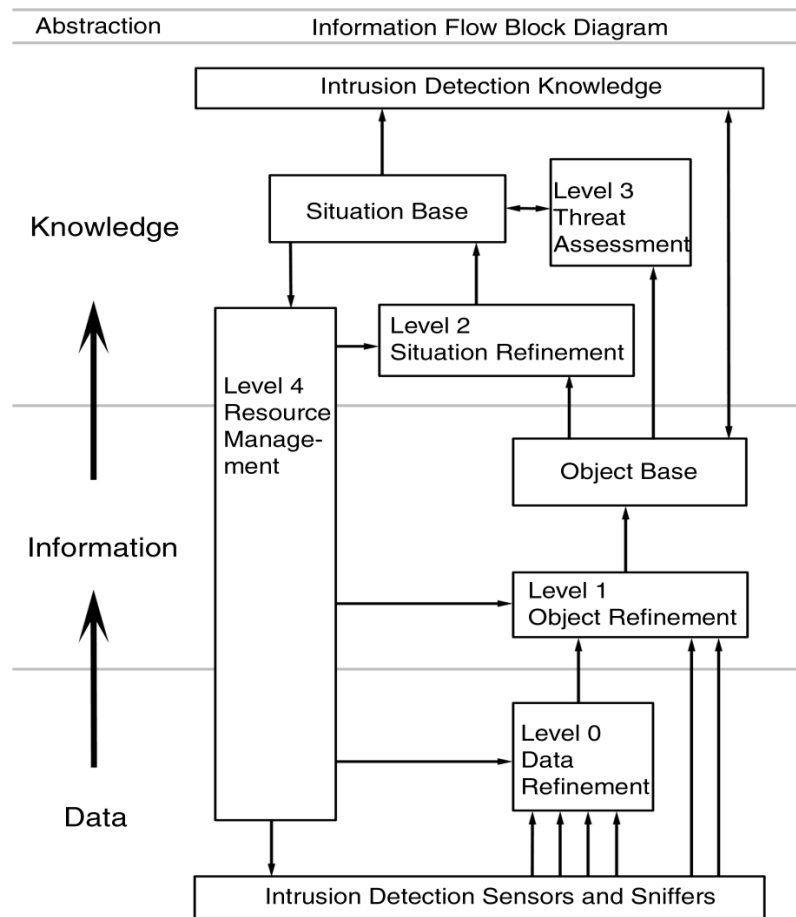 Abstraction
Information Flow Block Diagram
Intrusion Detection Knowledge
Situation Base
Level 3
Threat
Assessment
Knowledge
Level 2
Situation Refinement
Level 4
Resource
Manage-
ment
Object Base
Information
Level 1
Object Refinement
Level 0
Data
Refinement
Data
Intrusion Detection Sensors and Sniffers